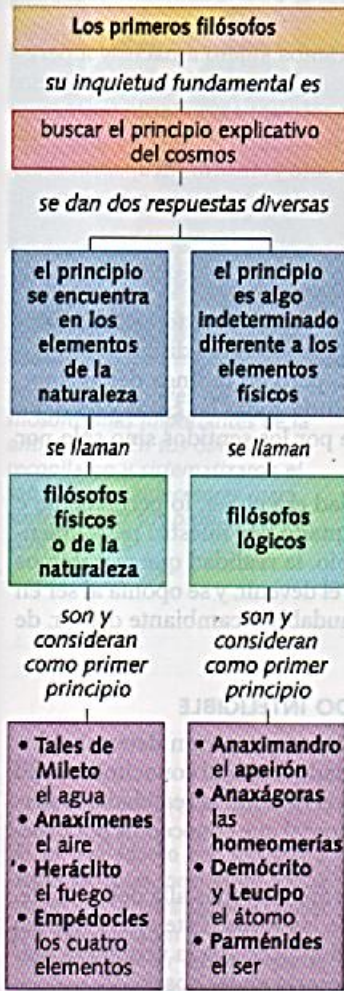 Los primeros filósofos
su inquietud fundamental es
buscar el principio explicativo
del cosmos
se dan dos respuestas diversas
el principio
se encuentra
en los
elementos
de la
naturaleza
se llaman
filósofos
físicos
o de la
naturaleza
son y
consideran
como primer
principio
• Tales de
Mileto
el agua
• Anaxímenes
el aire
• Heráclito
el fuego
• Empédocles
los cuatro
elementos
el principio
es algo
indeterminado
diferente a los
elementos
físicos
se llaman
filósofos
lógicos
son y
consideran
como primer
principio
• Anaximandro
el apeirón
• Anaxágoras
las
homeomerías
• Demócrito
y Leucipo
el átomo
• Parménides
el ser